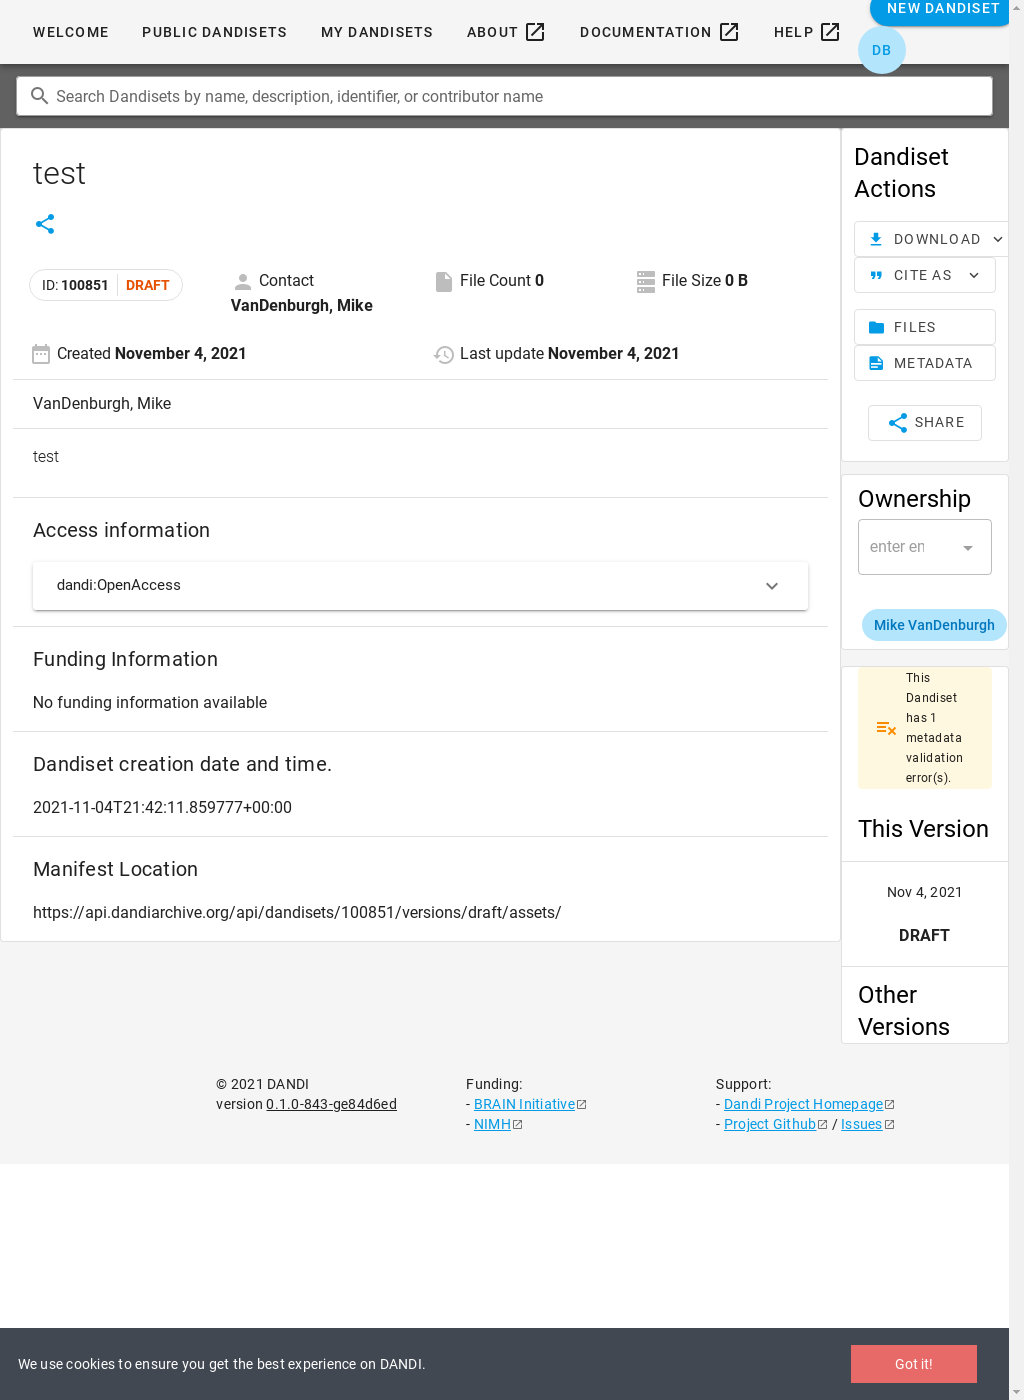 WELCOME PUBLIC DANDISETS MY DANDISETS ABOUT DOCUMENTATION HELP NEW DANDISET
DB
Search Dandisets by name, description, identifier, or contributor name
test
ID: 100851 DRAFT
Contact
VanDenburgh, Mike
File Count 0
File Size 0 B
Created November 4, 2021
Last update November 4, 2021
VanDenburgh, Mike
test
Access information
dandi:OpenAccess
Funding Information
No funding information available
Dandiset creation date and time.
2021-11-04T21:42:11.859777+00:00
Manifest Location
https://api.dandiarchive.org/api/dandisets/100851/versions/draft/assets/
Dandiset
Actions
DOWNLOAD
CITE AS
FILES
METADATA
SHARE
Ownership
enter en
Mike VanDenburgh
This
Dandiset
has 1
metadata
validation
error(s).
This Version
Nov 4, 2021
DRAFT
Other
Versions
© 2021 DANDI
version 0.1.0-843-ge84d6ed
Funding:
- BRAIN Initiative
- NIMH
Support:
- Dandi Project Homepage
- Project Github / Issues
We use cookies to ensure you get the best experience on DANDI.
Got it!